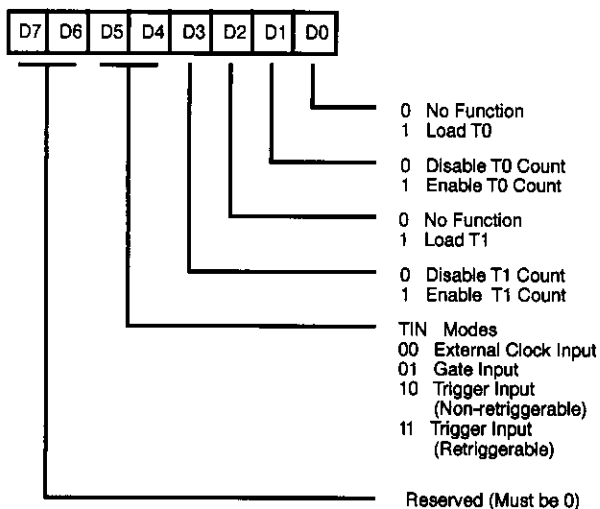 D7 D6 D5 D4 D3 D2 D1 D0
0 No Function
1 Load T0
0 Disable T0 Count
1 Enable T0 Count
0 No Function
1 Load T1
0 Disable T1 Count
1 Enable T1 Count
TIN Modes
00 External Clock Input
01 Gate Input
10 Trigger Input
(Non-retriggerable)
11 Trigger Input
(Retriggerable)
Reserved (Must be 0)